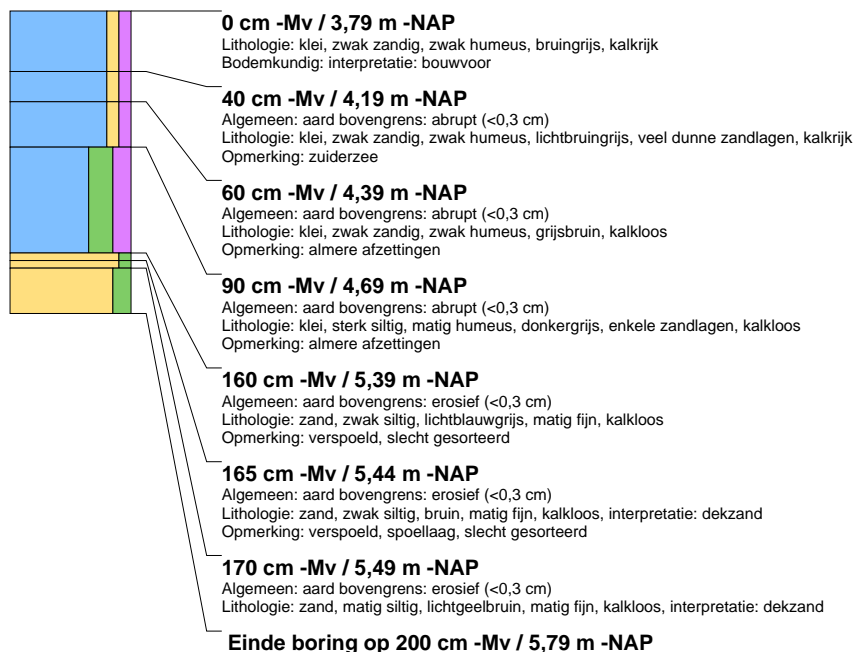 0 cm -Mv / 3,79 m -NAP
Lithologie: klei, zwak zandig, zwak humeus, bruingrijs, kalkrijk
Bodemkundig: interpretatie: bouwvoor
40 cm -Mv / 4,19 m -NAP
Algemeen: aard bovengrens: abrupt (<0,3 cm)
Lithologie: klei, zwak zandig, zwak humeus, lichtbruingrijs, veel dunne zandlagen, kalkrijk
Opmerking: zuiderzee
60 cm -Mv / 4,39 m -NAP
Algemeen: aard bovengrens: abrupt (<0,3 cm)
Lithologie: klei, zwak zandig, zwak humeus, grijsbruin, kalkloos
Opmerking: almere afzettingen
90 cm -Mv / 4,69 m -NAP
Algemeen: aard bovengrens: abrupt (<0,3 cm)
Lithologie: klei, sterk siltig, matig humeus, donkergrijs, enkele zandlagen, kalkloos
Opmerking: almere afzettingen
160 cm -Mv / 5,39 m -NAP
Algemeen: aard bovengrens: erosief (<0,3 cm)
Lithologie: zand, zwak siltig, lichtblauwgrijs, matig fijn, kalkloos
Opmerking: verspoeld, slecht gesorteerd
165 cm -Mv / 5,44 m -NAP
Algemeen: aard bovengrens: erosief (<0,3 cm)
Lithologie: zand, zwak siltig, bruin, matig fijn, kalkloos, interpretatie: dekzand
Opmerking: verspoeld, spoellaag, slecht gesorteerd
170 cm -Mv / 5,49 m -NAP
Algemeen: aard bovengrens: erosief (<0,3 cm)
Lithologie: zand, matig siltig, lichtgeelbruin, matig fijn, kalkloos, interpretatie: dekzand
Einde boring op 200 cm -Mv / 5,79 m -NAP